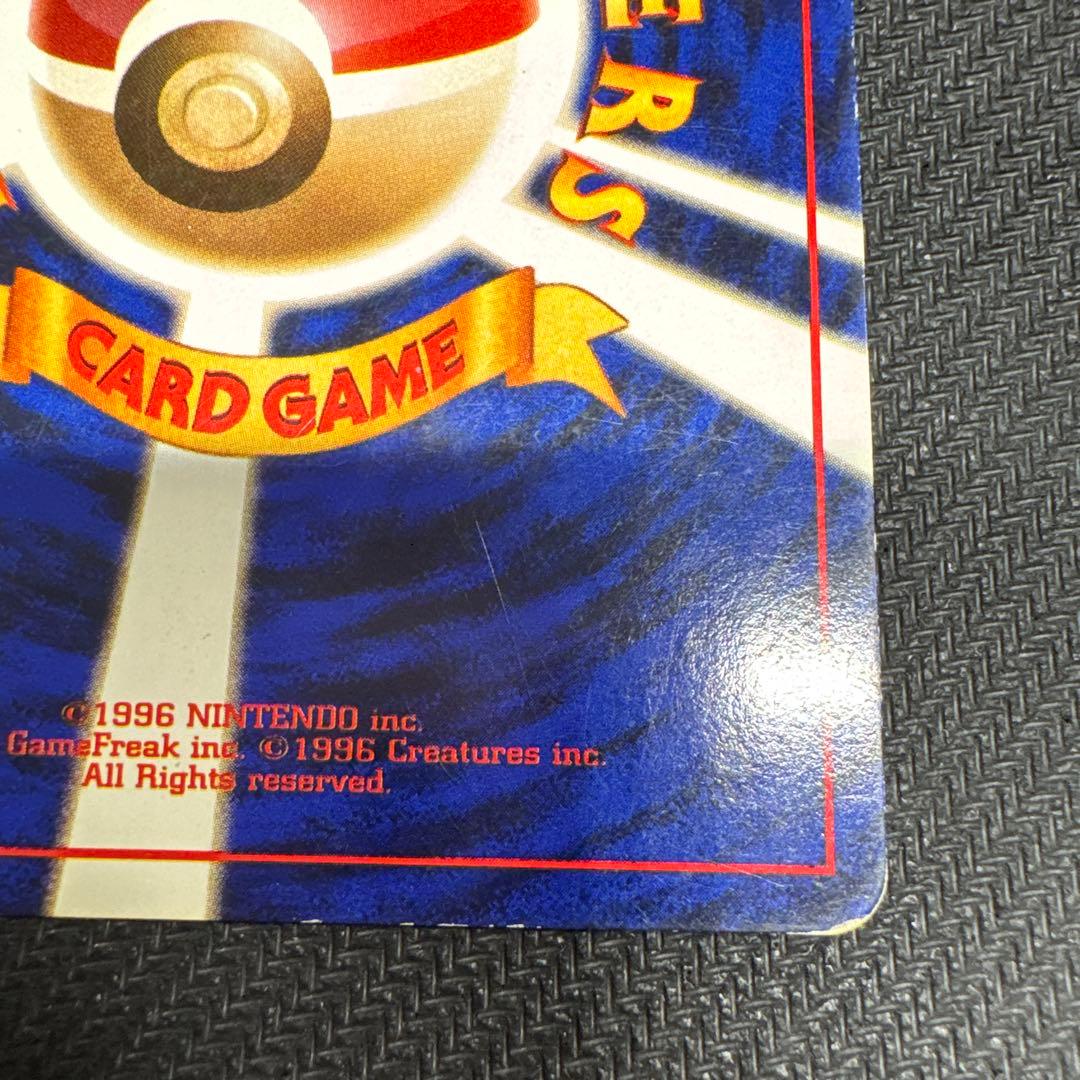 ERS
CARD GAME
©1996 NINTENDO inc.
GameFreak inc. ©1996 Creatures inc.
All Rights reserved.